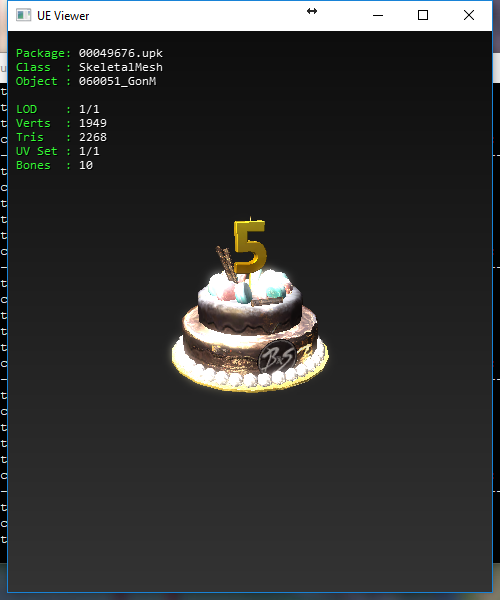 UE Viewer
Package: 00049676.upk
Class : SkeletalMesh
Object : 060051_GonM
LOD : 1/1
Verts : 1949
Tris : 2268
UV Set : 1/1
Bones : 10
5
B&S